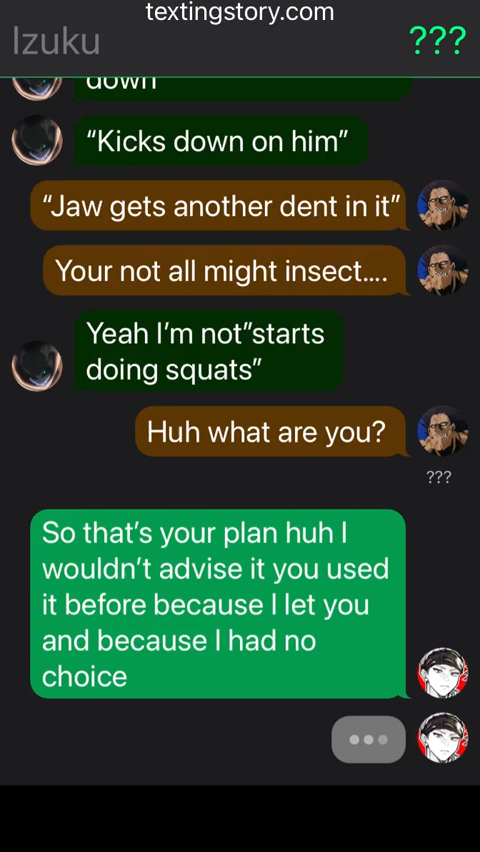 textingstory.com
Izuku
???
down
“Kicks down on him”
“Jaw gets another dent in it”
Your not all might insect....
Yeah I’m not”starts
doing squats”
Huh what are you?
???
So that’s your plan huh I
wouldn’t advise it you used
it before because I let you
and because I had no
choice